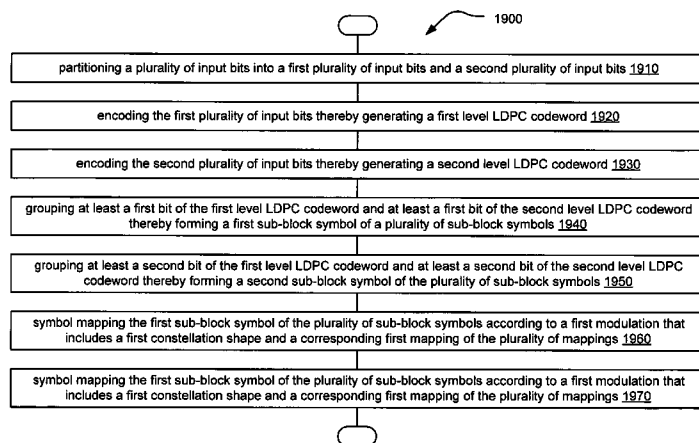 1900
partitioning a plurality of input bits into a first plurality of input bits and a second plurality of input bits 1910
encoding the first plurality of input bits thereby generating a first level LDPC codeword 1920
encoding the second plurality of input bits thereby generating a second level LDPC codeword 1930
grouping at least a first bit of the first level LDPC codeword and at least a first bit of the second level LDPC codeword
thereby forming a first sub-block symbol of a plurality of sub-block symbols 1940
grouping at least a second bit of the first level LDPC codeword and at least a second bit of the second level LDPC
codeword thereby forming a second sub-block symbol of the plurality of sub-block symbols 1950
symbol mapping the first sub-block symbol of the plurality of sub-block symbols according to a first modulation that
includes a first constellation shape and a corresponding first mapping of the plurality of mappings 1960
symbol mapping the first sub-block symbol of the plurality of sub-block symbols according to a first modulation that
includes a first constellation shape and a corresponding first mapping of the plurality of mappings 1970